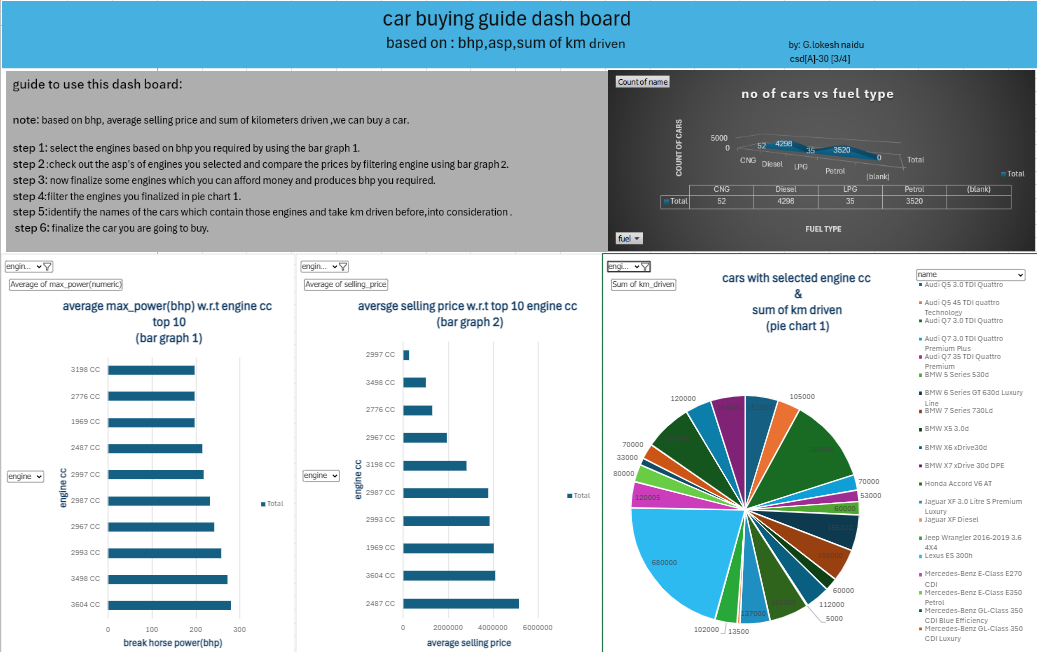 car buying guide dash board
based on : bhp,asp,sum of km driven
by: G.lokesh naidu
csd[A]-30 [3/4]
guide to use this dash board:
note: based on bhp, average selling price and sum of kilometers driven ,we can buy a car.
step 1: select the engines based on bhp you required by using the bar graph 1.
step 2 :check out the asp's of engines you selected and compare the prices by filtering engine using bar graph 2.
step 3: now finalize some engines which you can afford money and produces bhp you required.
step 4:filter the engines you finalized in pie chart 1.
step 5:identify the names of the cars which contain those engines and take km driven before,into consideration .
step 6: finalize the car you are going to buy.
Count of name
no of cars vs fuel type
COUNT OF CARS
5000
0
52
4298
35
3520
0
CNG
Diesel
LPG
Petrol
(blank)
Total
Total
CNG Diesel LPG Petrol (blank)
Total 52 4298 35 3520
FUEL TYPE
fuel
engin...
Average of max_power(numeric)
average max_power(bhp) w.r.t engine cc
top 10
(bar graph 1)
engine
engine cc
3198 CC
2776 CC
1969 CC
2487 CC
2997 CC
2987 CC
2967 CC
2993 CC
3498 CC
3604 CC
0 100 200 300
break horse power(bhp)
Total
engin...
Average of selling_price
aversge selling price w.r.t top 10 engine cc
(bar graph 2)
engine
engine cc
2997 CC
3498 CC
2776 CC
2967 CC
3198 CC
2987 CC
2993 CC
1969 CC
3604 CC
2487 CC
0 2000000 4000000 6000000
average selling price
Total
engi...
Sum of km_driven
cars with selected engine cc
&
sum of km driven
(pie chart 1)
105000
70000
53000
60000
60000
112000
5000
137000
13500
102000
680000
120005
80000
33000
70000
120000
name
Audi Q5 3.0 TDI Quattro
Audi Q5 45 TDI quattro
Technology
Audi Q7 3.0 TDI Quattro
Audi Q7 3.0 TDI Quattro
Premium Plus
Audi Q7 35 TDI Quattro
Premium
BMW 5 Series 530d
BMW 6 Series GT 630d Luxury
Line
BMW 7 Series 730Ld
BMW X5 3.0d
BMW X6 xDrive30d
BMW X7 xDrive 30d DPE
Honda Accord V6 AT
Jaguar XF 3.0 Litre S Premium
Luxury
Jaguar XF Diesel
Jeep Wrangler 2016-2019 3.6
4X4
Lexus ES 300h
Mercedes-Benz E-Class E270
CDI
Mercedes-Benz E-Class E350
Petrol
Mercedes-Benz GL-Class 350
CDI Blue Efficiency
Mercedes-Benz GL-Class 350
CDI Luxury